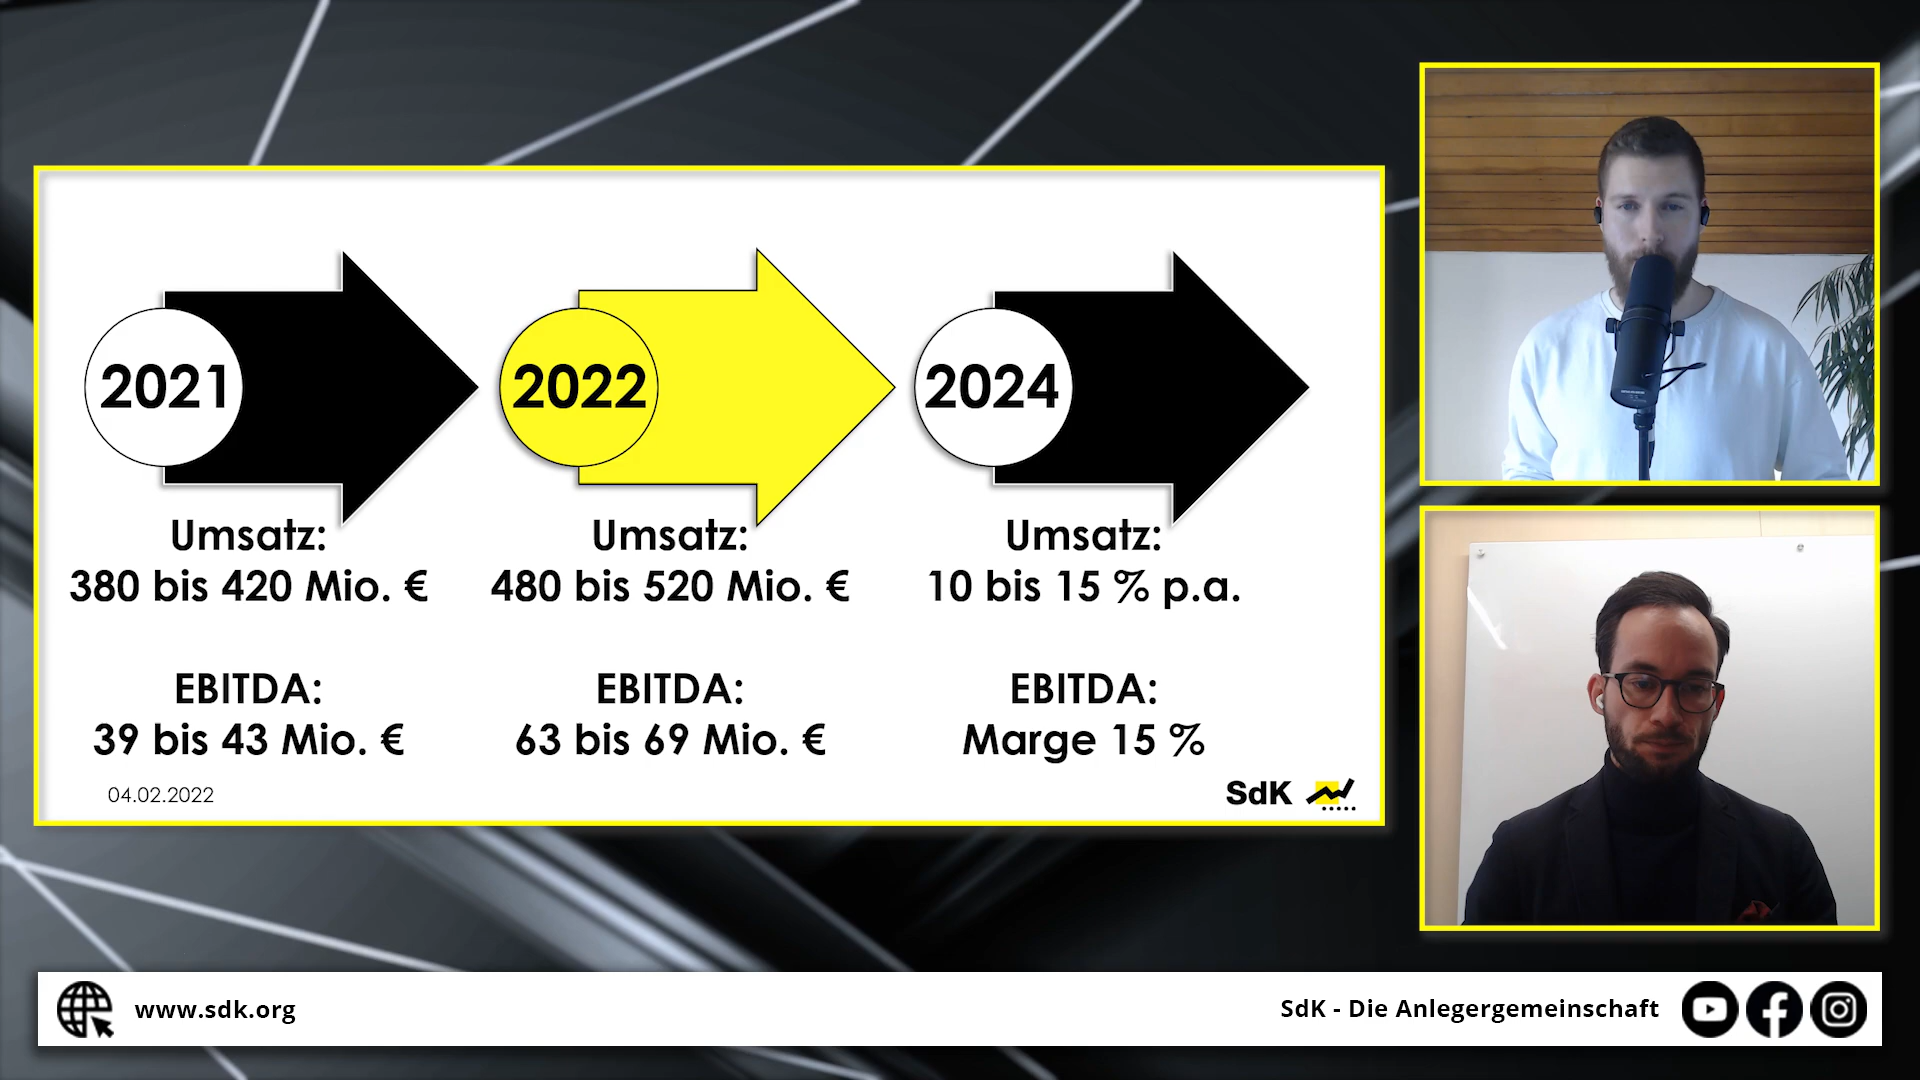 2021
2022
2024
Umsatz:
380 bis 420 Mio. €
EBITDA:
39 bis 43 Mio. €
Umsatz:
480 bis 520 Mio. €
EBITDA:
63 bis 69 Mio. €
Umsatz:
10 bis 15 % p.a.
EBITDA:
Marge 15 %
04.02.2022
SdK
www.sdk.org
SdK - Die Anlegergemeinschaft